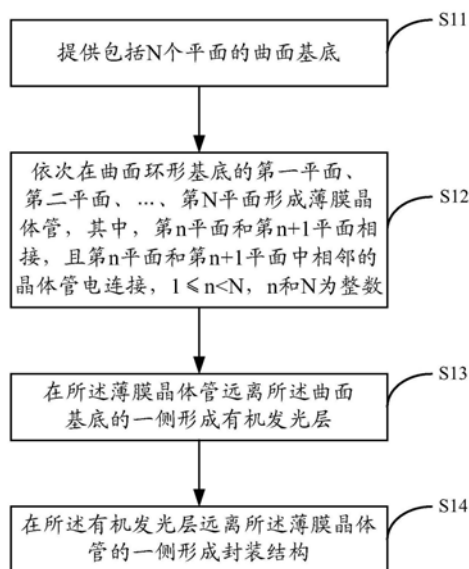 S11
提供包括N个平面的曲面基底
依次在曲面环形基底的第一平面、
第二平面、…、第N平面形成薄膜晶
体管，其中，第n平面和第n+1平面相
接，且第n平面和第n+1平面中相邻的
晶体管电连接，1≤n<N，n和N为整数
S12
在所述薄膜晶体管远离所述曲面
基底的一侧形成有机发光层
S13
在所述有机发光层远离所述薄膜晶体
管的一侧形成封装结构
S14